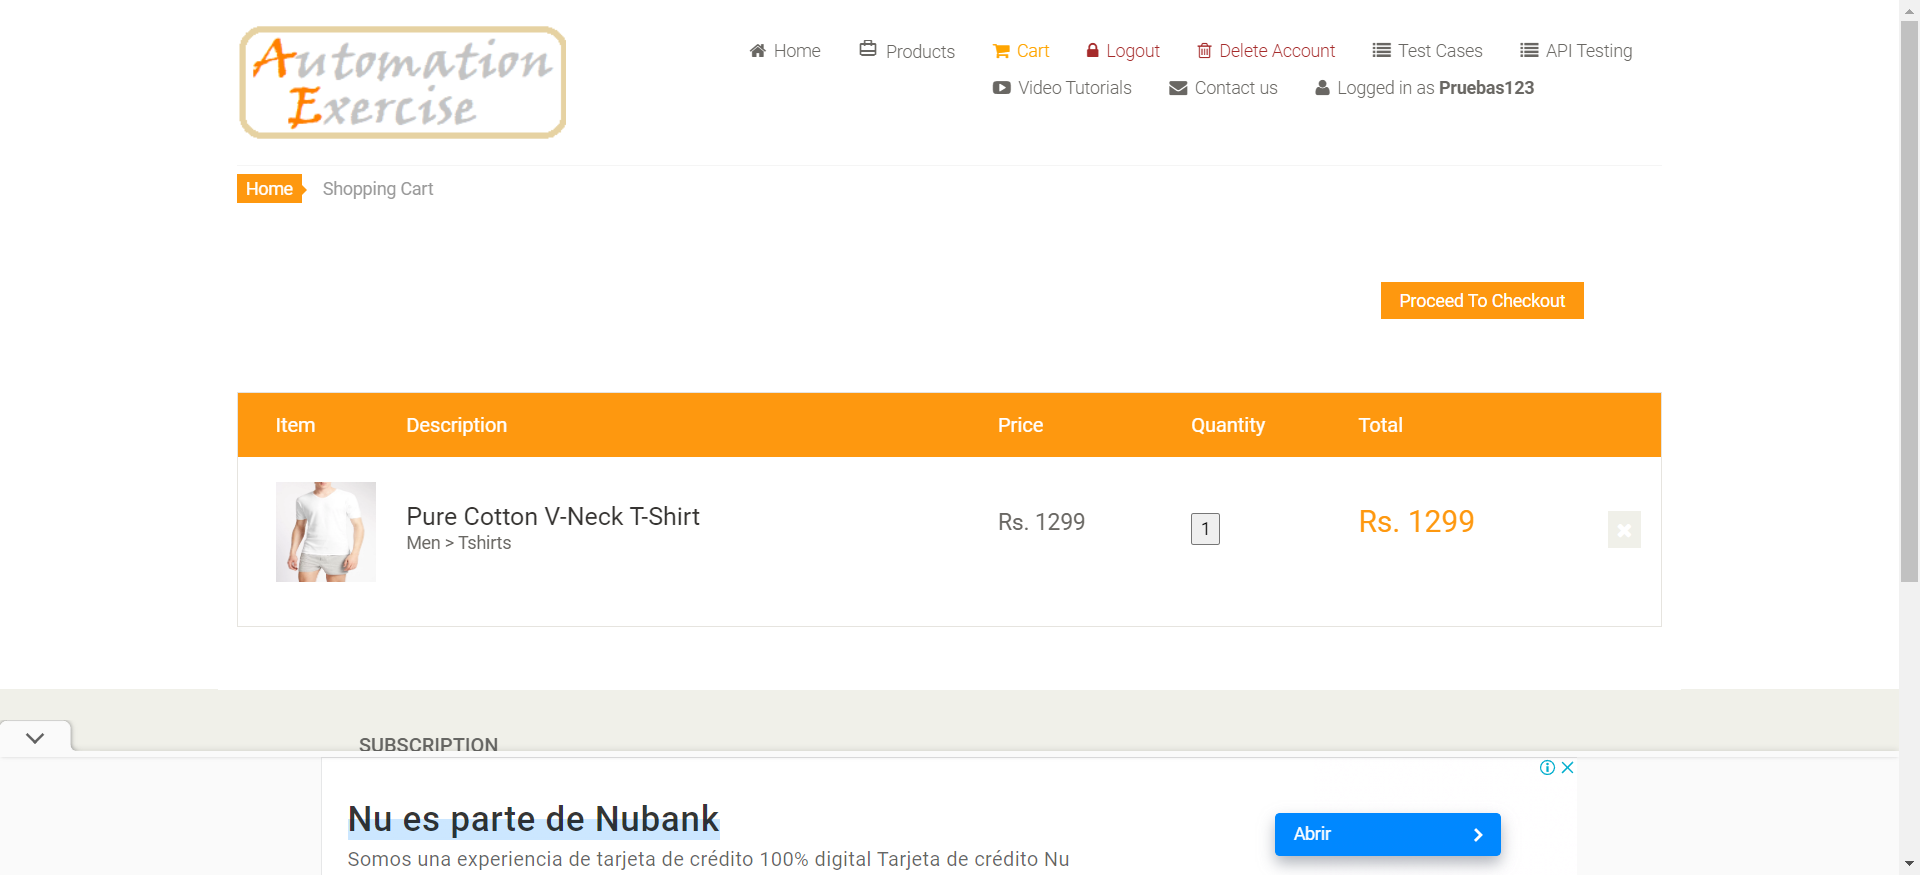 Automation
Exercise
Home Products Cart Logout Delete Account Test Cases API Testing
Video Tutorials Contact us Logged in as Pruebas123
Home Shopping Cart
Proceed To Checkout
Item Description Price Quantity Total
Pure Cotton V-Neck T-Shirt Rs. 1299 1 Rs. 1299
Men > Tshirts
SUBSCRIPTION
Nu es parte de Nubank
Abrir
Somos una experiencia de tarjeta de crédito 100% digital Tarjeta de crédito Nu